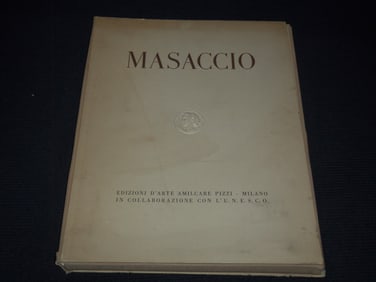 MASACCIO
EDIZIONI D'ARTE AMILCARE PIZZI - MILANO
IN COLLABORAZIONE CON L'U.N.E.S.C.O.